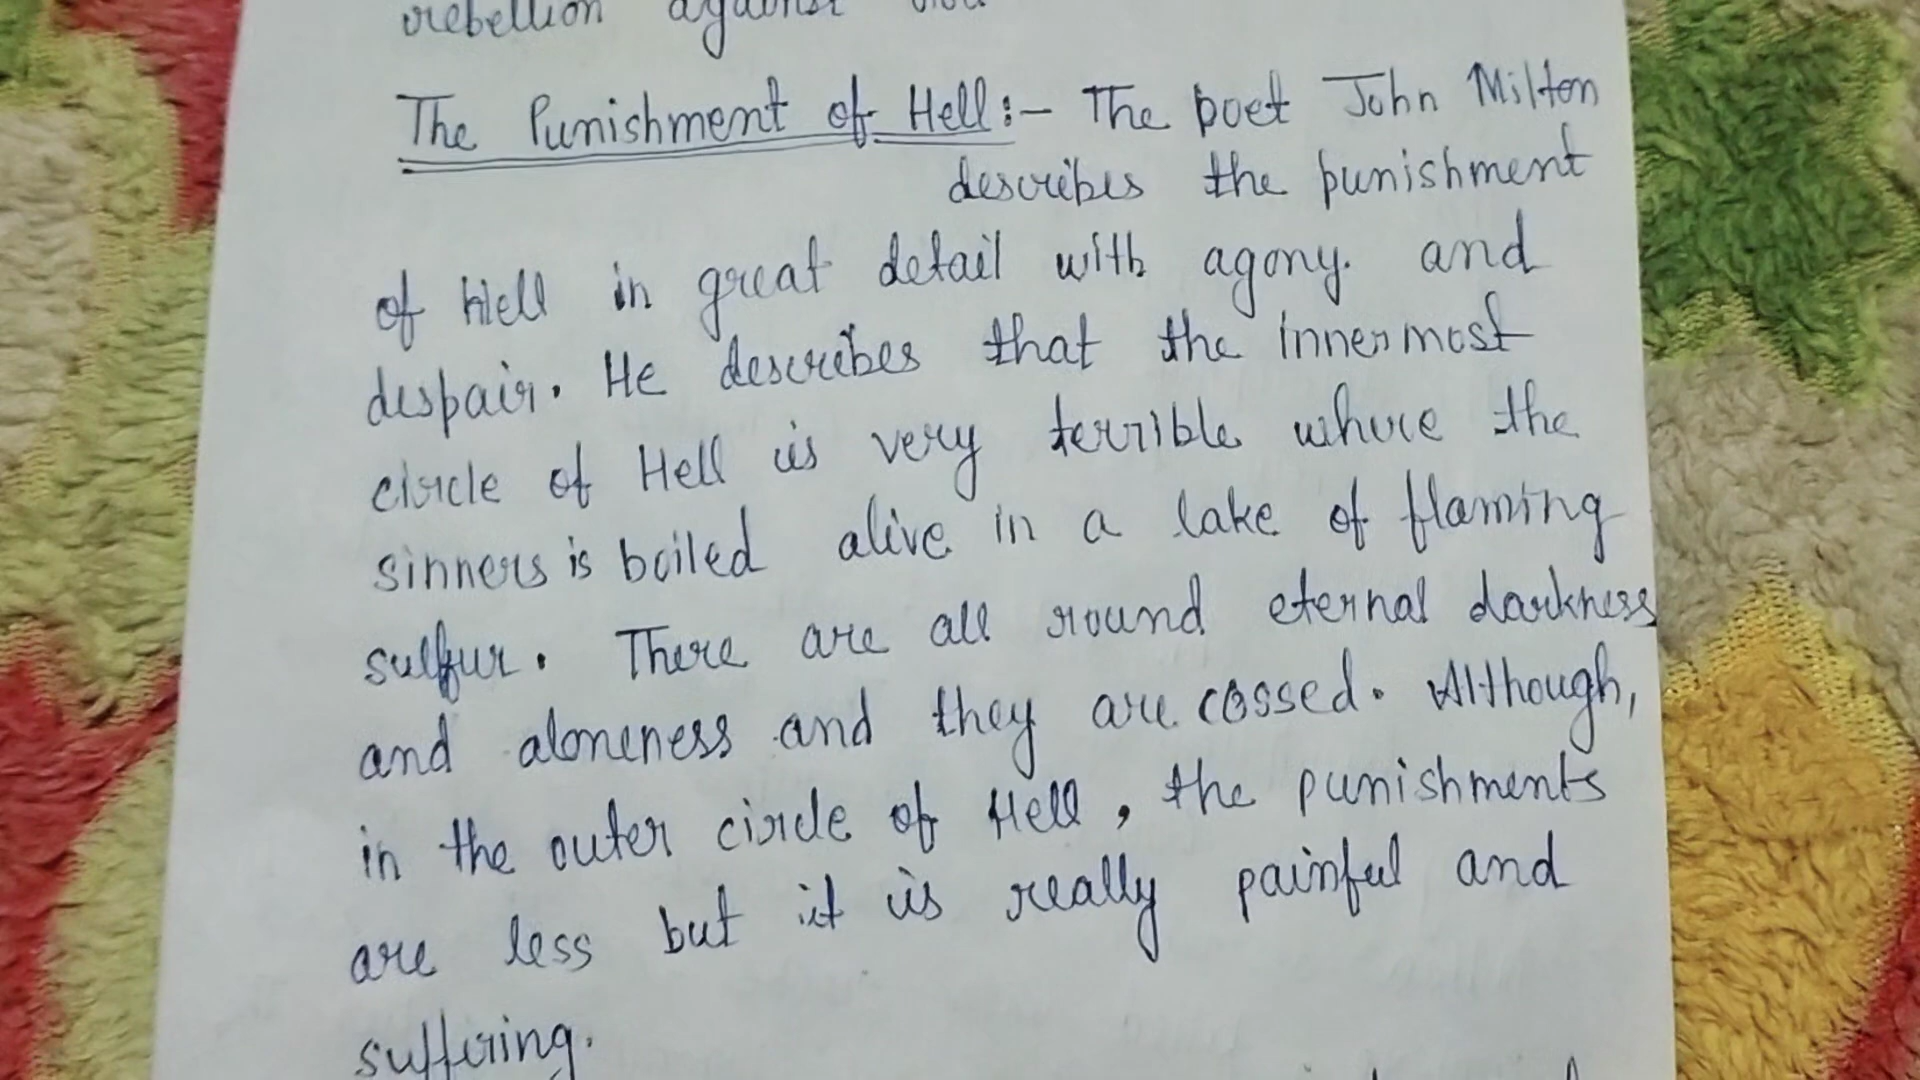 rebellion against
The Punishment of Hell :- The poet John Milton
describes the punishment
of Hell in great detail with agony. and
despair. He describes that the innermost
circle of Hell is very terrible where the
sinners is boiled alive in a lake of flaming
sulfur. There are all round eternal darkness
and aloneness and they are cossed. Although,
in the outer circle of Hell, the punishments
are less but it is really painful and
suffering.